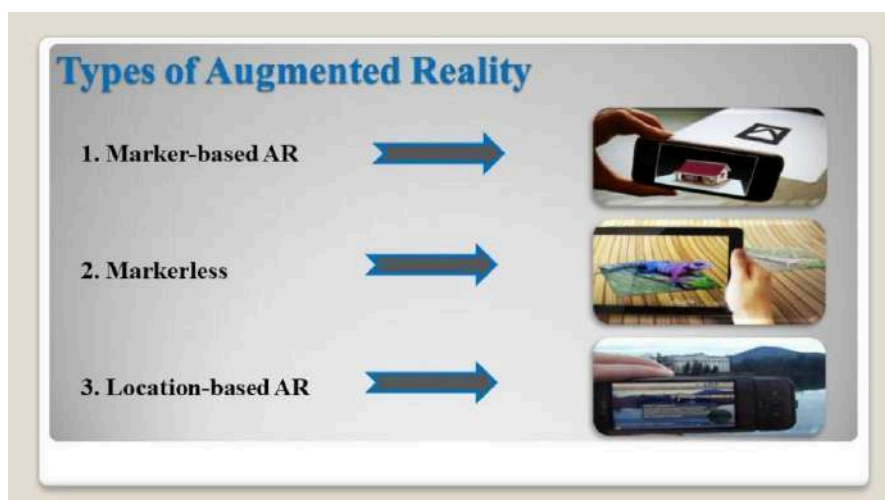 Types of Augmented Reality
1. Marker-based AR
2. Markerless
3. Location-based AR